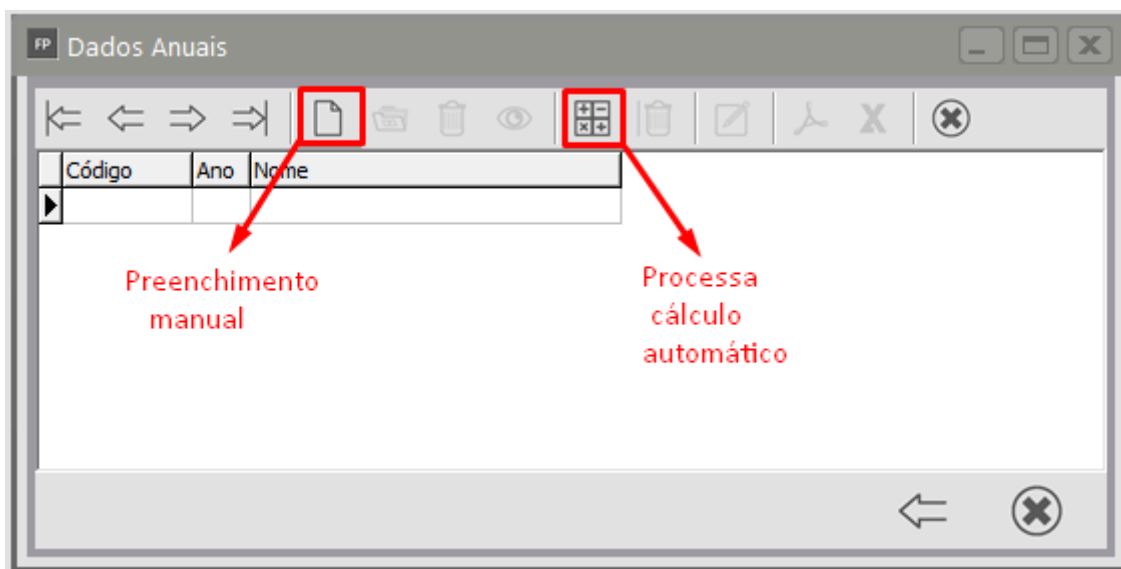 FP Dados Anuais
Código Ano Nome
Preenchimento
manual
Processa
cálculo
automático